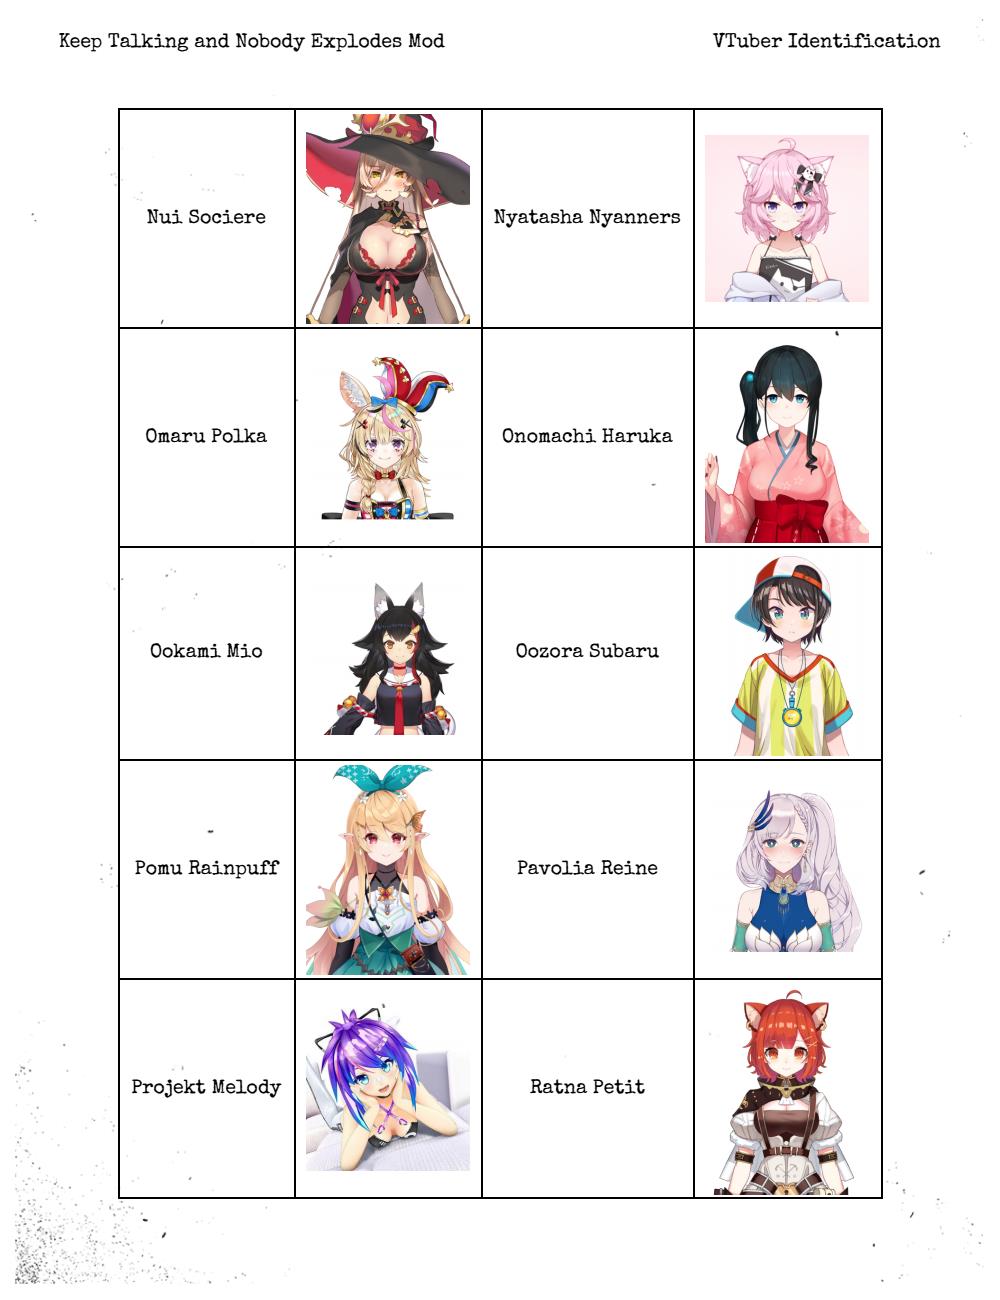 Keep Talking and Nobody Explodes Mod
VTuber Identification
Nui Sociere
Nyatasha Nyanners
Omaru Polka
Onomachi Haruka
Ookami Mio
Oozora Subaru
Pomu Rainpuff
Pavolia Reine
Projekt Melody
Ratna Petit